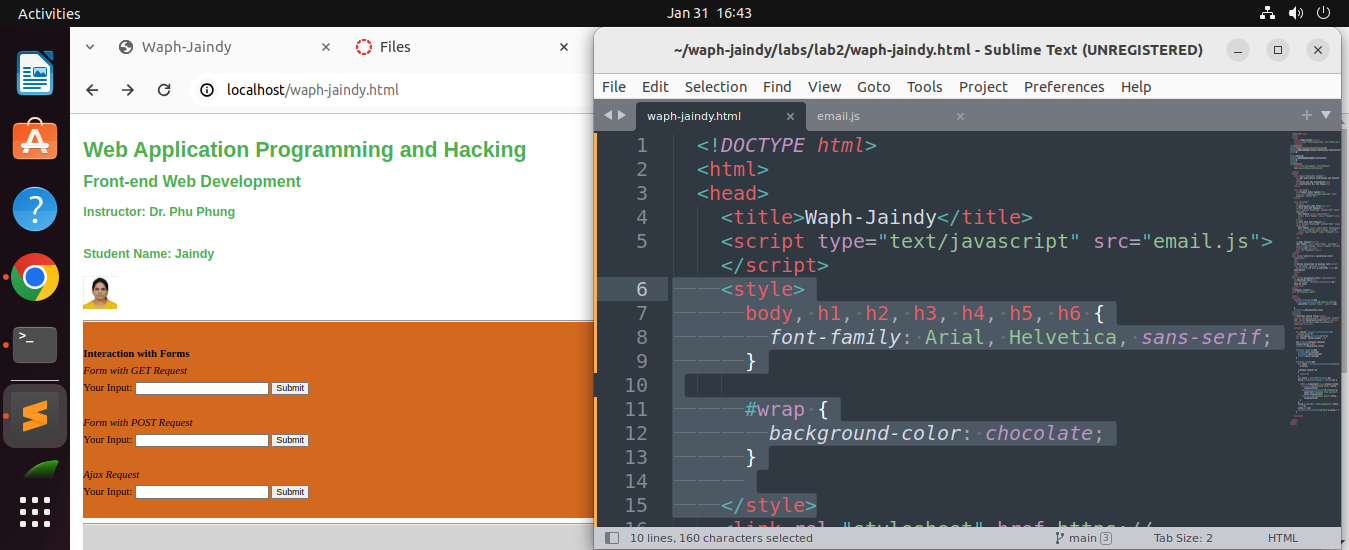 Activities
Jan 31 16:43
Waph-Jaindy
Files
localhost/waph-jaindy.html
Web Application Programming and Hacking
Front-end Web Development
Instructor: Dr. Phu Phung
Student Name: Jaindy
Interaction with Forms
Form with GET Request
Your Input: Submit
Form with POST Request
Your Input: Submit
Ajax Request
Your Input: Submit
~/waph-jaindy/labs/lab2/waph-jaindy.html - Sublime Text (UNREGISTERED)
File Edit Selection Find View Goto Tools Project Preferences Help
waph-jaindy.html
email.js
1 <!DOCTYPE html>
2 <html>
3 <head>
4 <title>Waph-Jaindy</title>
5 <script type="text/javascript" src="email.js">
</script>
6 <style>
7 body, h1, h2, h3, h4, h5, h6 {
8 font-family: Arial, Helvetica, sans-serif;
9 }
10
11 #wrap {
12 background-color: chocolate;
13 }
14
15 </style>
16 <link rel="stylesheet" href=https://
10 lines, 160 characters selected
main 3
Tab Size: 2
HTML